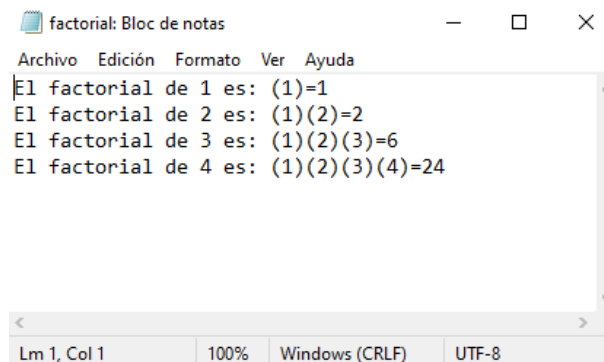 factorial: Bloc de notas
Archivo Edición Formato Ver Ayuda
El factorial de 1 es: (1)=1
El factorial de 2 es: (1)(2)=2
El factorial de 3 es: (1)(2)(3)=6
El factorial de 4 es: (1)(2)(3)(4)=24
Lm 1, Col 1 100% Windows (CRLF) UTF-8